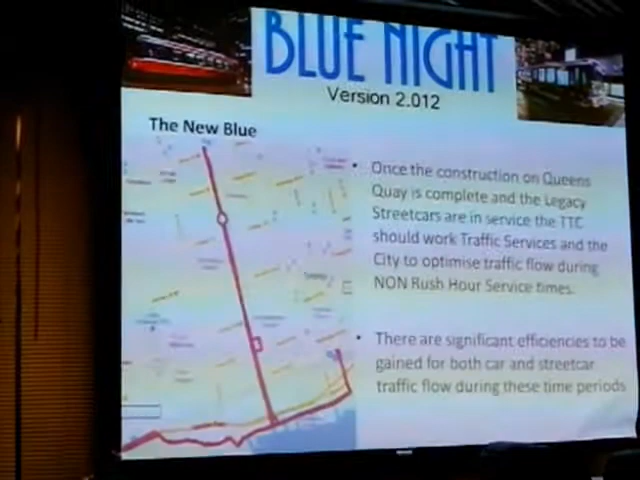 BLUE NIGHT
Version 2.012
The New Blue
• Once the construction on Queens
Quay is complete and the Legacy
Streetcars are in service the TTC
should work Traffic Services and the
City to optimise traffic flow during
NON Rush Hour Service times.
• There are significant efficiencies to be
gained for both car and streetcar
traffic flow during these time periods